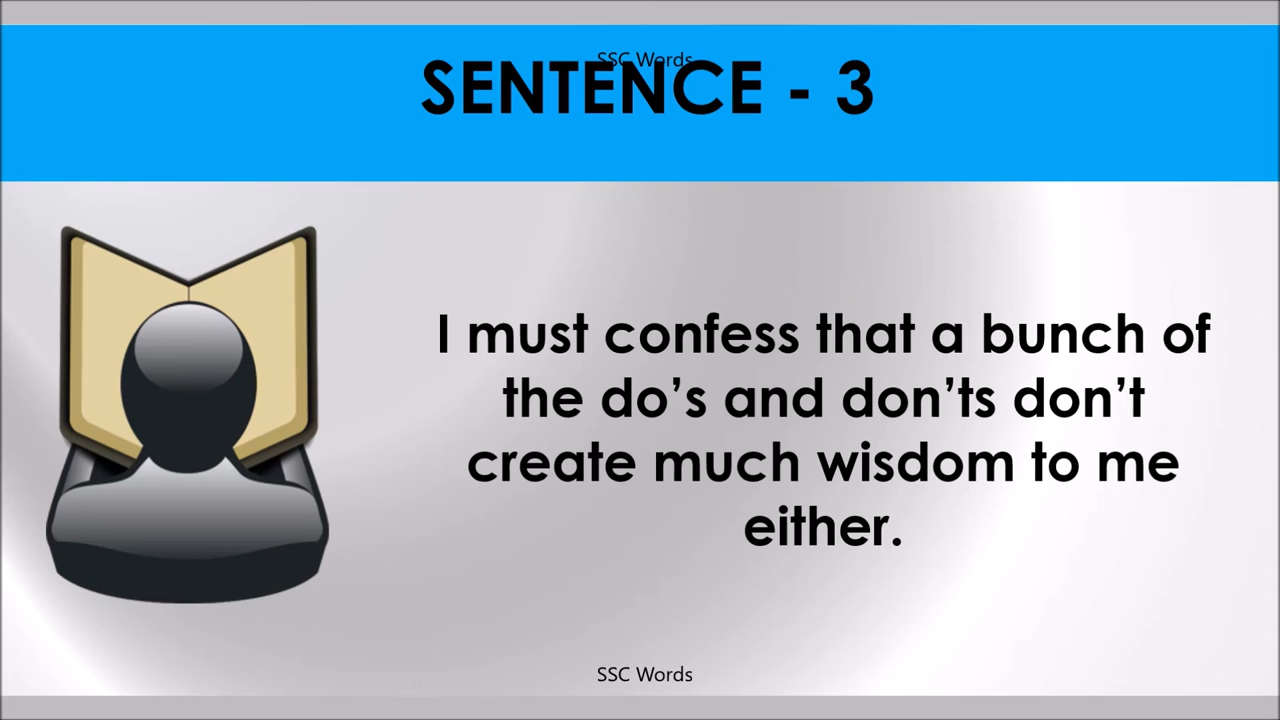 SSC Words
SENTENCE - 3
I must confess that a bunch of
the do’s and don’ts don’t
create much wisdom to me
either.
SSC Words